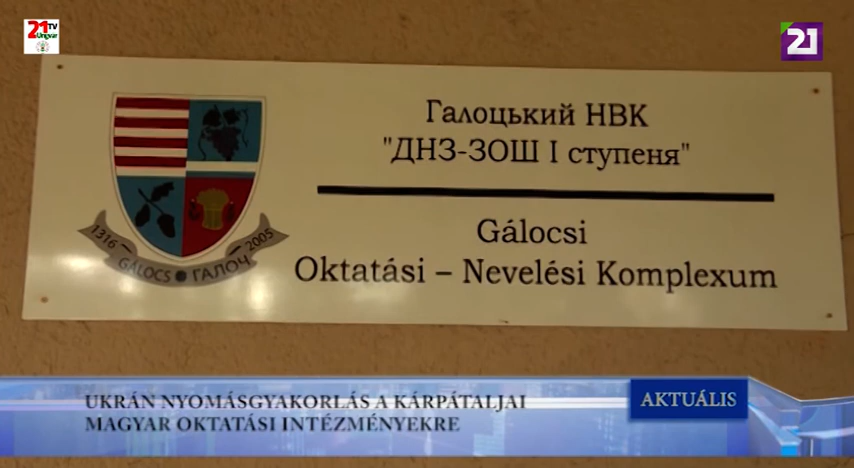 21 TV
Ungvár
21
Галоцький НВК
"ДНЗ-ЗОШ І ступеня"
Gálocsi
Oktatási – Nevelési Komplexum
1316 2005
GÁLOCS • ГАЛОЧ
UKRÁN NYOMÁSGYAKORLÁS A KÁRPÁTALJAI
MAGYAR OKTATÁSI INTÉZMÉNYEKRE
AKTUÁLIS